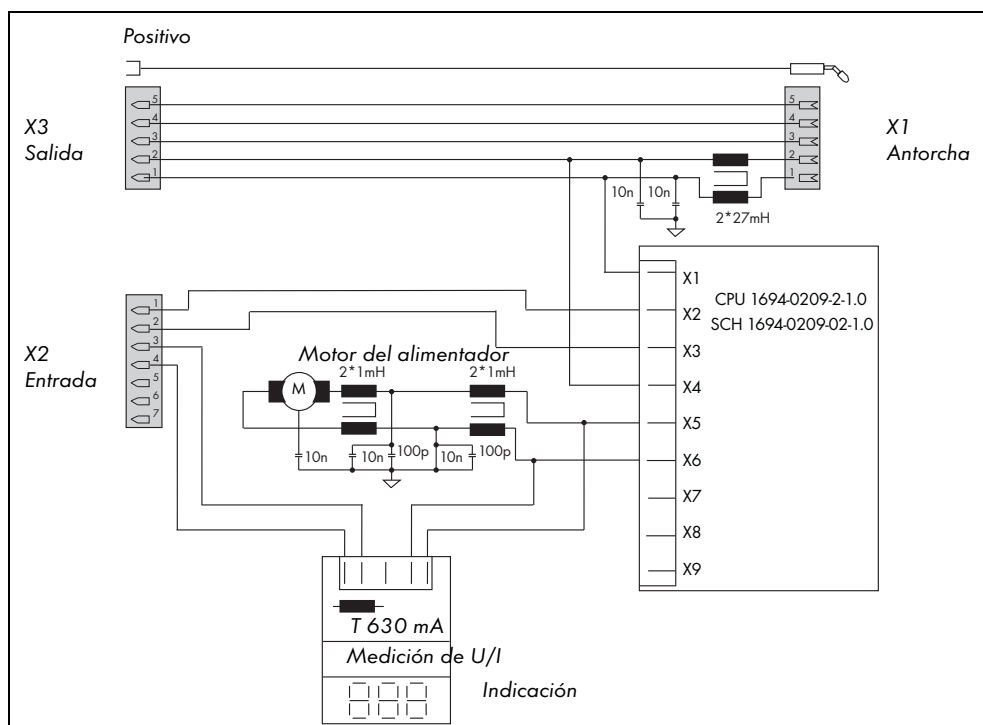 Positivo
X3
Salida
5
4
3
2
1
5
4
3
2
1
X1
Antorcha
10n
10n
2*27mH
X1
X2
X3
X4
X5
X6
X7
X8
X9
CPU 1694-0209-2-1.0
SCH 1694-0209-02-1.0
X2
Entrada
1
2
3
4
5
6
7
Motor del alimentador
2*1mH
2*1mH
M
10n
10n
100p
10n
100p
T 630 mA
Medición de U/I
Indicación